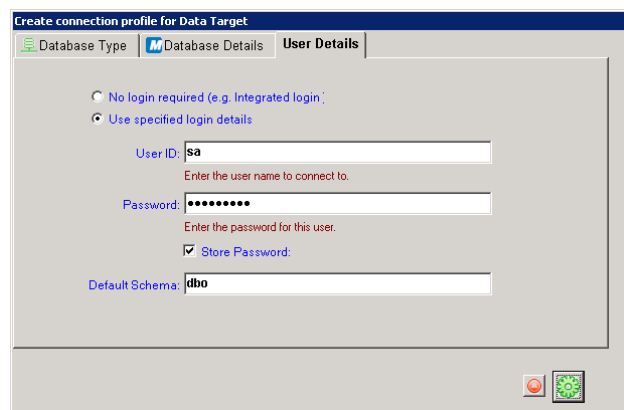 Create connection profile for Data Target
Database Type Database Details User Details
No login required (e.g. Integrated login)
Use specified login details
User ID: sa
Enter the user name to connect to.
Password: •••••••••
Enter the password for this user.
Store Password:
Default Schema: dbo